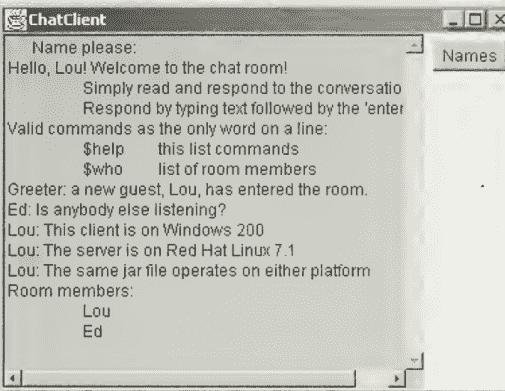 ChatClient
Name please:
Names
Hello, Lou! Welcome to the chat room!
Simply read and respond to the conversatio
Respond by typing text followed by the 'enter
Valid commands as the only word on a line:
$help this list commands
$who list of room members
Greeter: a new guest, Lou, has entered the room.
Ed: Is anybody else listening?
Lou: This client is on Windows 200
Lou: The server is on Red Hat Linux 7.1
Lou: The same jar file operates on either platform
Room members:
Lou
Ed